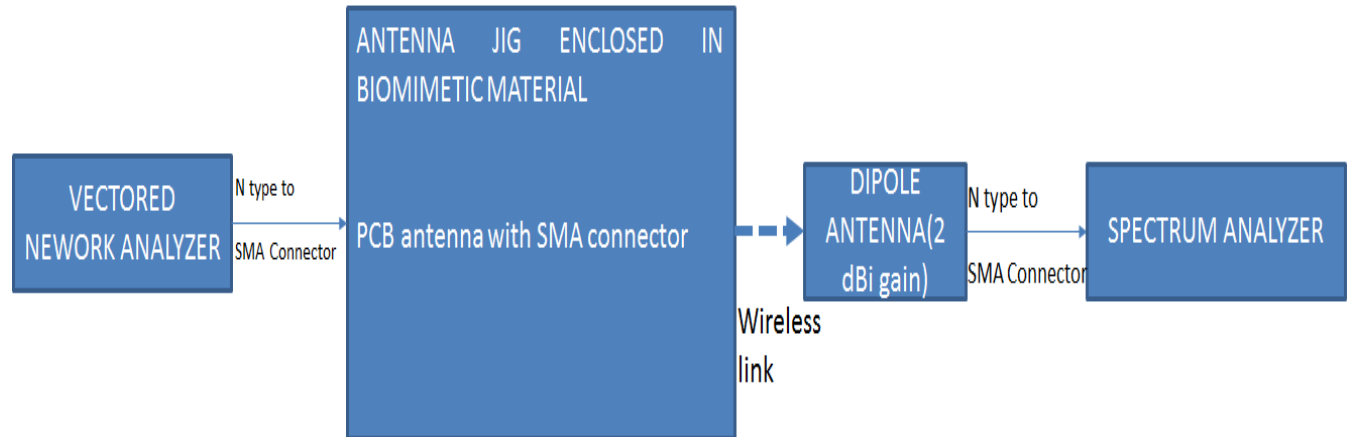 VECTORED
NEWORK ANALYZER
N type to
SMA Connector
ANTENNA JIG ENCLOSED IN
BIOMIMETIC MATERIAL
PCB antenna with SMA connector
Wireless
link
DIPOLE
ANTENNA(2
dBi gain)
N type to
SMA Connector
SPECTRUM ANALYZER